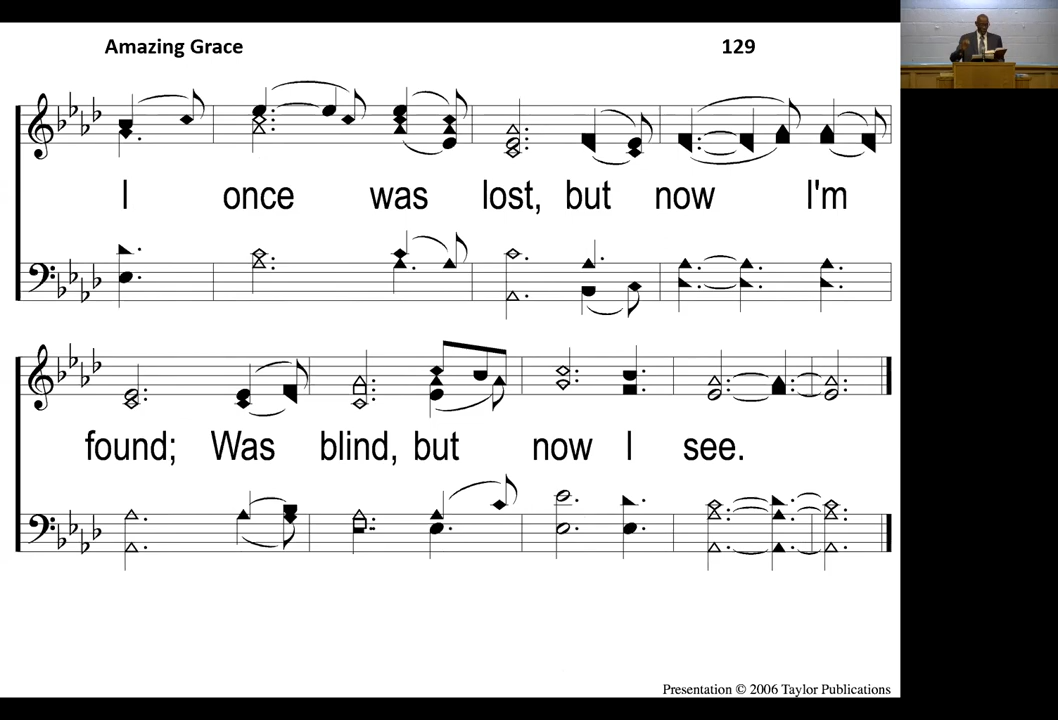 Amazing Grace 129
I once was lost, but now I'm
found; Was blind, but now I see.
Presentation © 2006 Taylor Publications